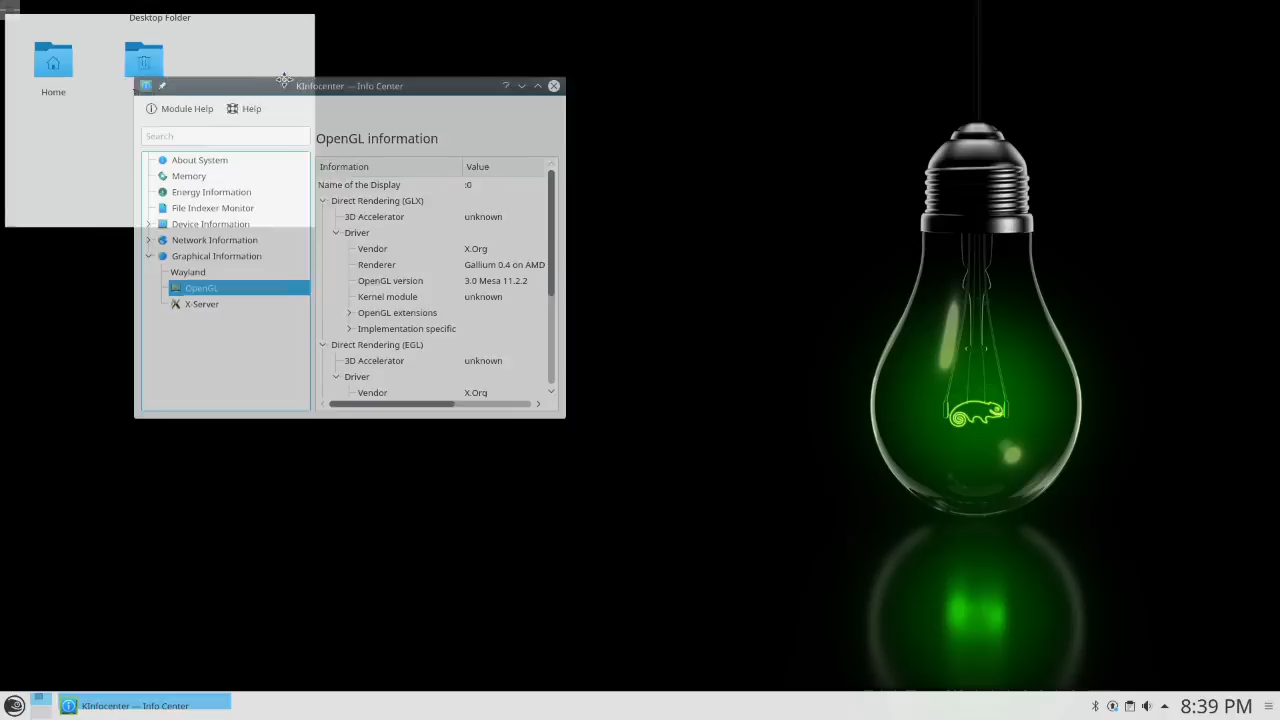 Desktop Folder
Home
KInfocenter — Info Center
Module Help
Help
Search
About System
Memory
Energy Information
File Indexer Monitor
Device Information
Network Information
Graphical Information
Wayland
OpenGL
X-Server
OpenGL information
Information Value
Name of the Display :0
Direct Rendering (GLX)
3D Accelerator unknown
Driver
Vendor X.Org
Renderer Gallium 0.4 on AMD
OpenGL version 3.0 Mesa 11.2.2
Kernel module unknown
OpenGL extensions
Implementation specific
Direct Rendering (EGL)
3D Accelerator unknown
Driver
Vendor X.Org
KInfocenter — Info Center
8:39 PM